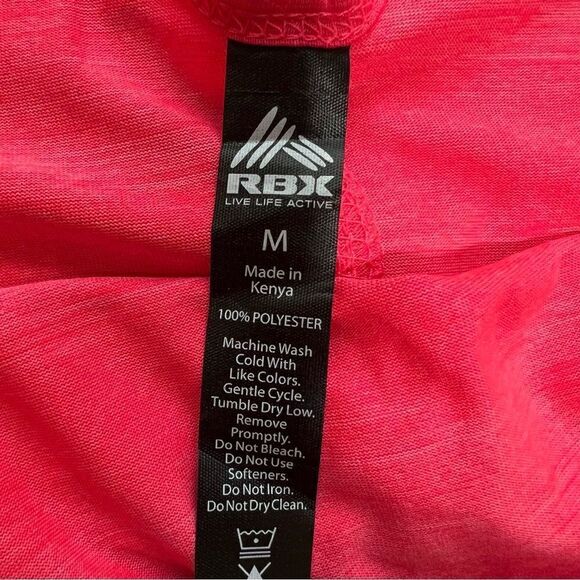 RBX
LIVE LIFE ACTIVE
M
Made in
Kenya
100% POLYESTER
Machine Wash
Cold With
Like Colors.
Gentle Cycle.
Tumble Dry Low.
Remove
Promptly.
Do Not Bleach.
Do Not Use
Softeners.
Do Not Iron.
Do Not Dry Clean.